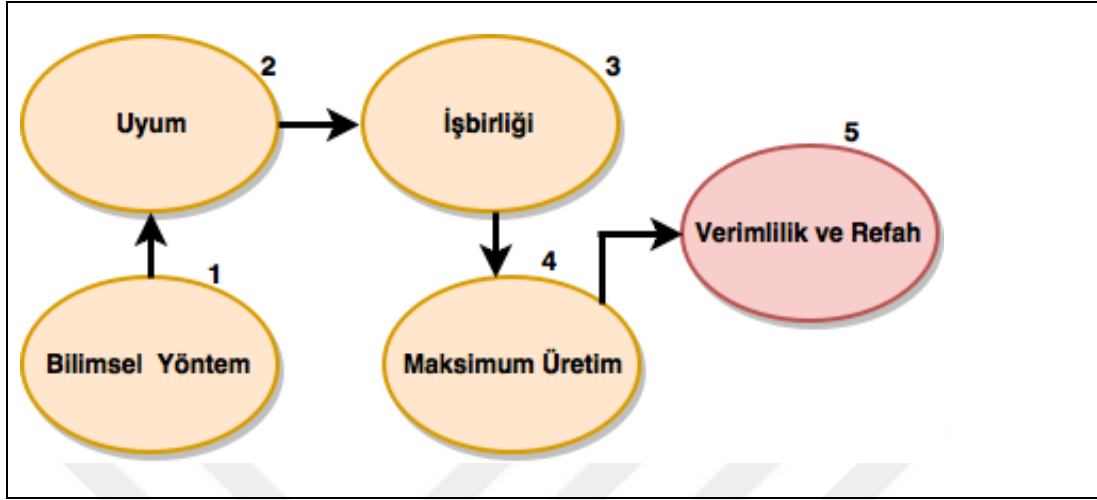 2
Uyum
3
İşbirliği
5
Verimlilik ve Refah
1
Bilimsel Yöntem
4
Maksimum Üretim